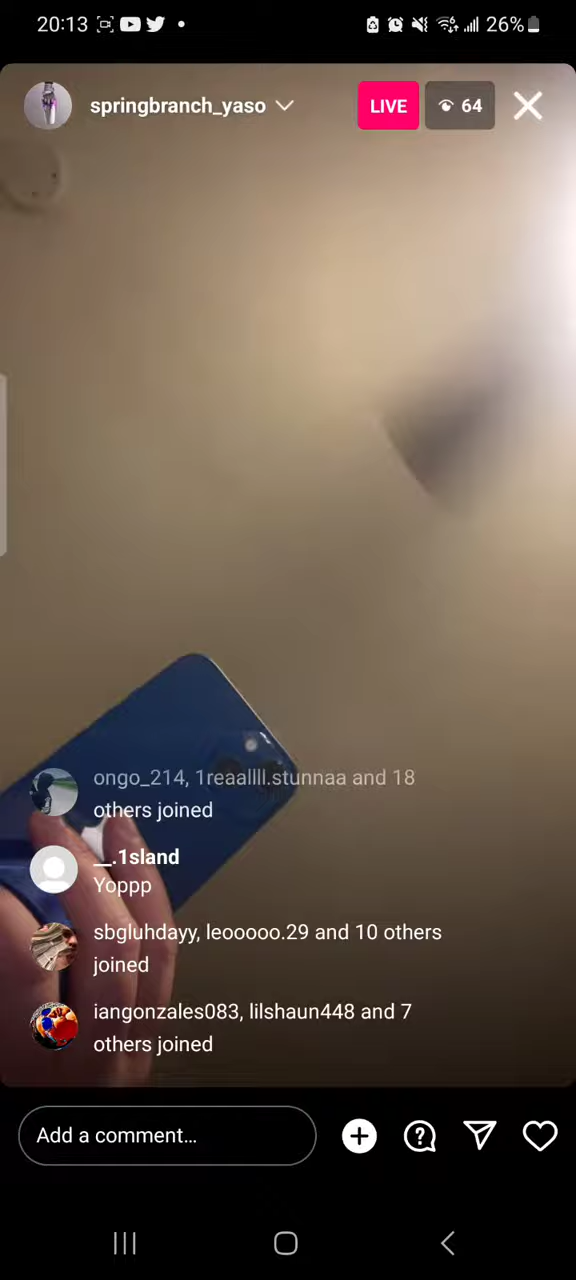 20:13
26%
springbranch_yaso
LIVE
64
ongo_214, 1reaallll.stunnaa and 18
others joined
__.1sland
Yoppp
sbgluhdayy, leooooo.29 and 10 others
joined
iangonzales083, lilshaun448 and 7
others joined
Add a comment...